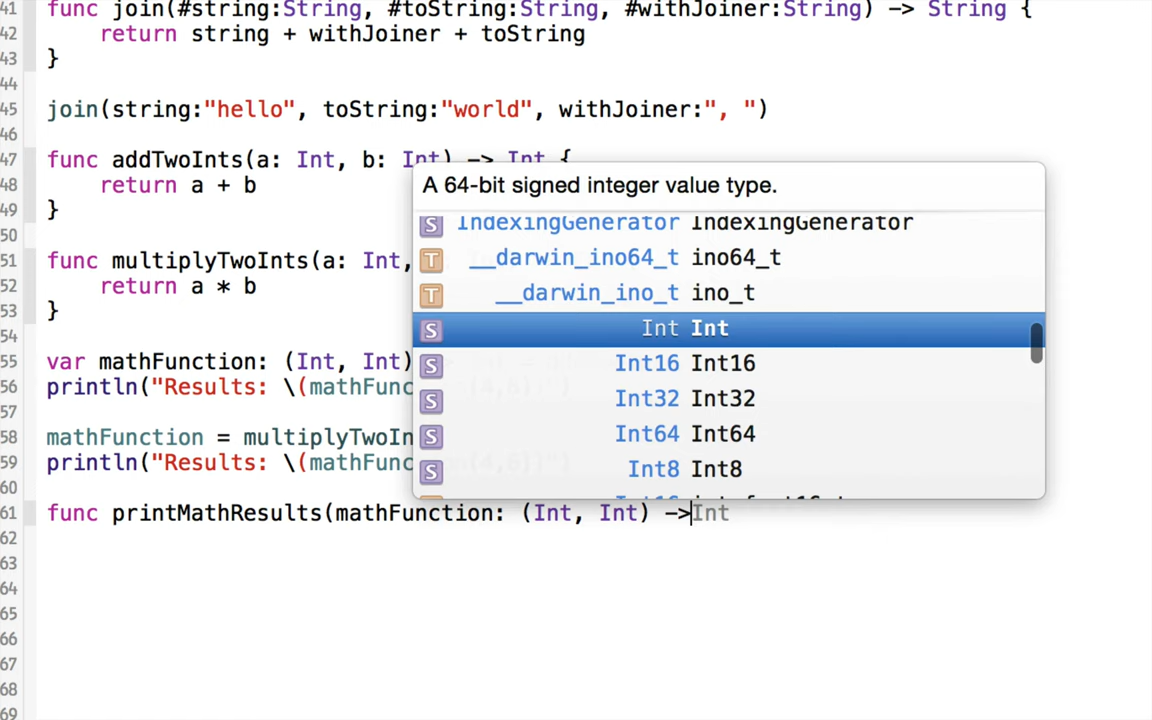 41 func join(#string:String, #toString:String, #withJoiner:String) -> String {
42 return string + withJoiner + toString
43 }
44
45 join(string:"hello", toString:"world", withJoiner:", ")
46
47 func addTwoInts(a: Int, b: Int) -> Int {
48 return a + b
49 }
50
51 func multiplyTwoInts(a: Int,
52 return a * b
53 }
54
55 var mathFunction: (Int, Int)
56 println("Results: \(mathFunc
57
58 mathFunction = multiplyTwoIn
59 println("Results: \(mathFunc
60
61 func printMathResults(mathFunction: (Int, Int) ->Int
62
63
64
65
66
67
68
69
A 64-bit signed integer value type.
S IndexingGenerator IndexingGenerator
T __darwin_ino64_t ino64_t
T __darwin_ino_t ino_t
S Int Int
S Int16 Int16
S Int32 Int32
S Int64 Int64
S Int8 Int8